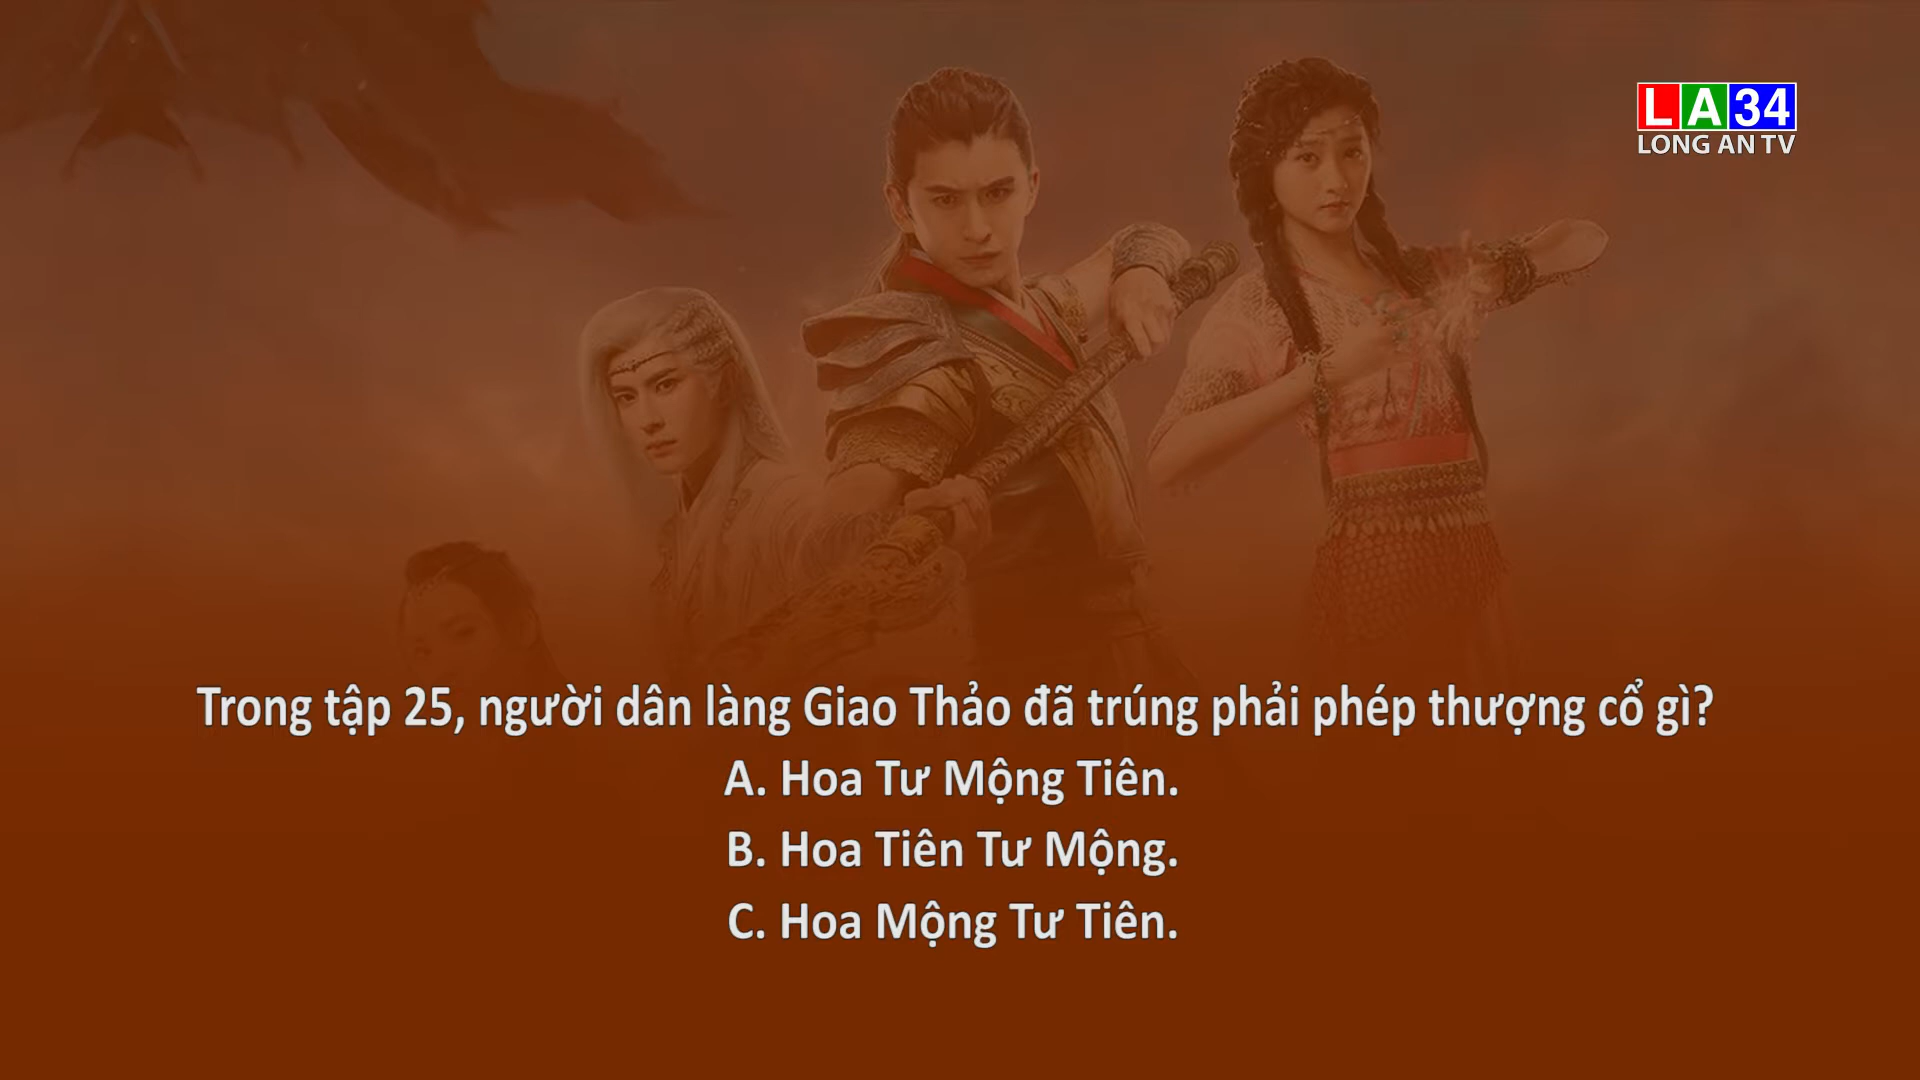 LA34
LONG AN TV
Trong tập 25, người dân làng Giao Thảo đã trúng phải phép thượng cổ gì?
A. Hoa Tư Mộng Tiên.
B. Hoa Tiên Tư Mộng.
C. Hoa Mộng Tư Tiên.